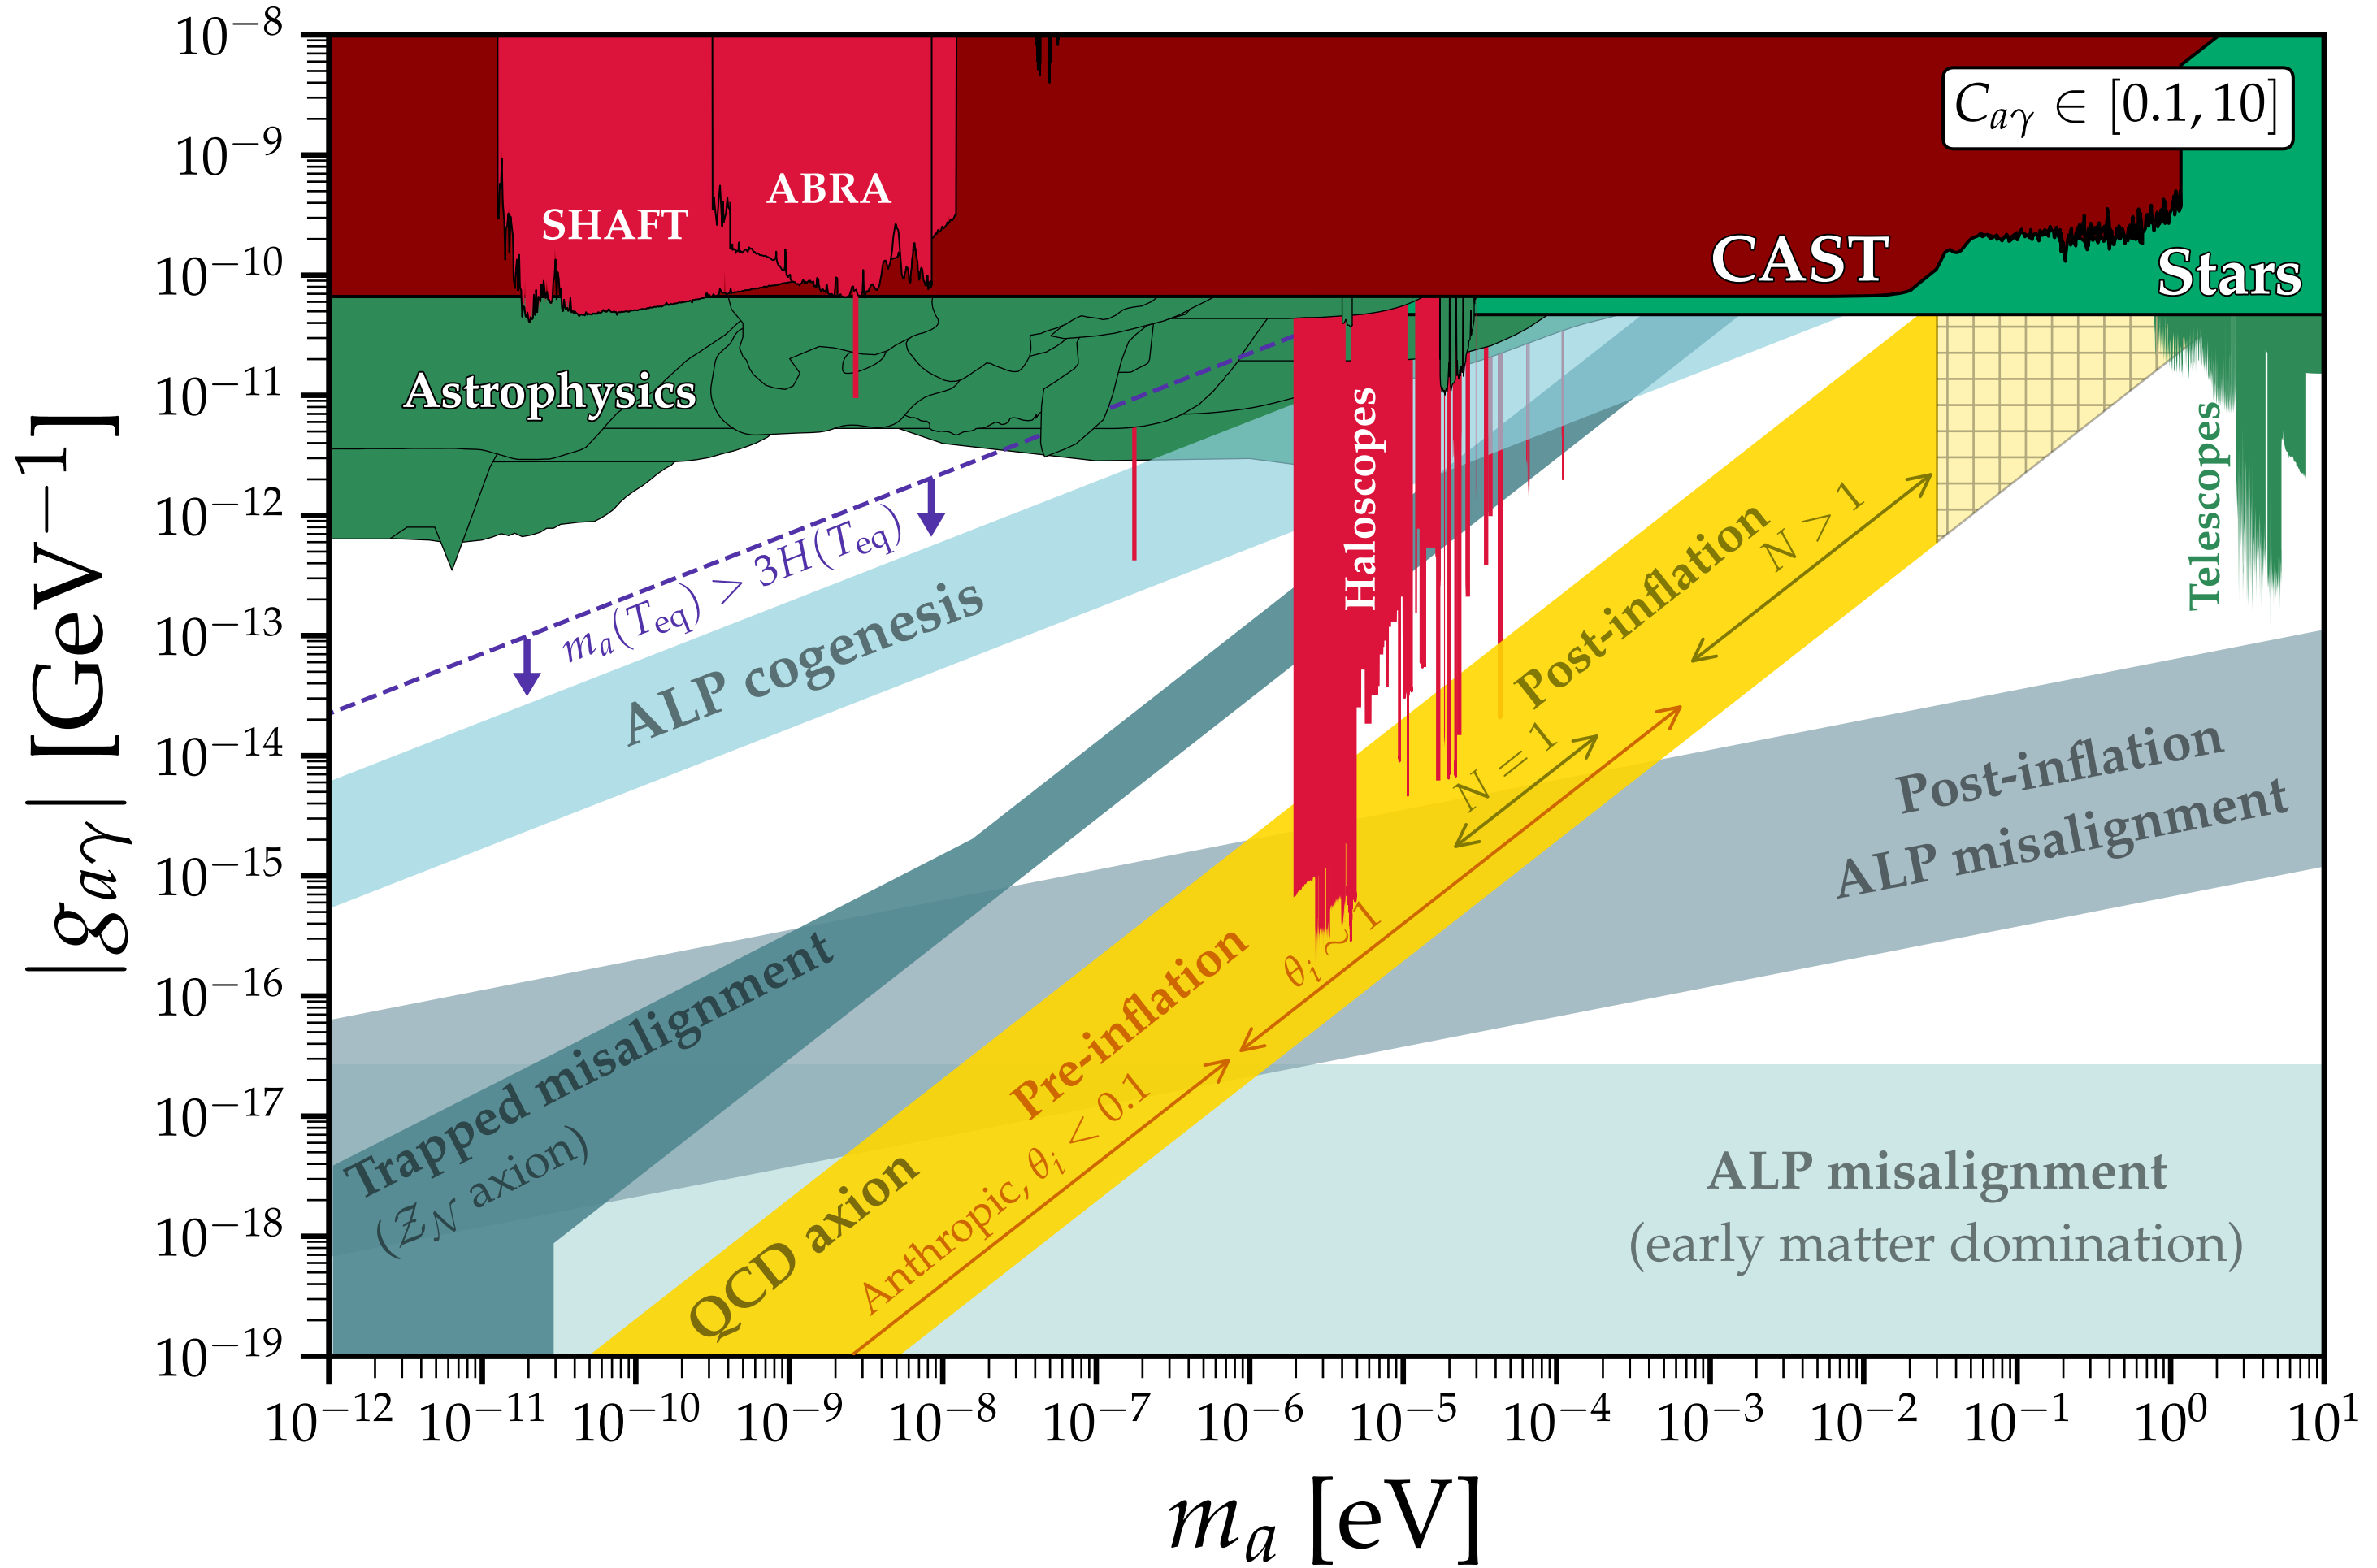 10⁻⁸
10⁻⁹
10⁻¹⁰
10⁻¹¹
10⁻¹²
10⁻¹³
10⁻¹⁴
10⁻¹⁵
10⁻¹⁶
10⁻¹⁷
10⁻¹⁸
10⁻¹⁹
|g_{aγ}| [GeV⁻¹]
C_{aγ} ∈ [0.1, 10]
SHAFT
ABRA
CAST
Stars
Astrophysics
Haloscopes
Telescopes
m_a(T_eq) > 3H(T_eq)
ALP cogenesis
Post-inflation
N > 1
N = 1
Post-inflation
ALP misalignment
Trapped misalignment
(Z_𝒩 axion)
Pre-inflation
θ_i ~ 1
QCD axion
Anthropic, θ_i < 0.1
ALP misalignment
(early matter domination)
10⁻¹² 10⁻¹¹ 10⁻¹⁰ 10⁻⁹ 10⁻⁸ 10⁻⁷ 10⁻⁶ 10⁻⁵ 10⁻⁴ 10⁻³ 10⁻² 10⁻¹ 10⁰ 10¹
m_a [eV]